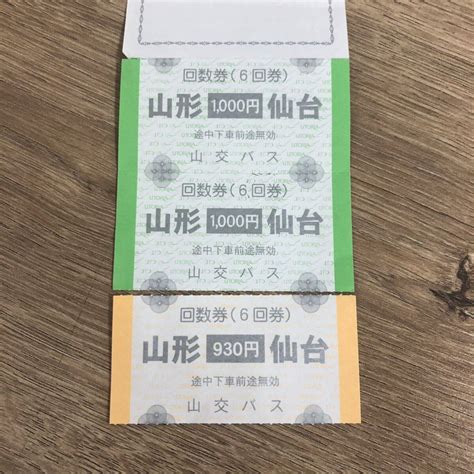 回数券(6回券)
山形 1,000円 仙台
途中下車前途無効
山交バス
回数券(6回券)
山形 1,000円 仙台
途中下車前途無効
山交バス
回数券(6回券)
山形 930円 仙台
途中下車前途無効
山交バス